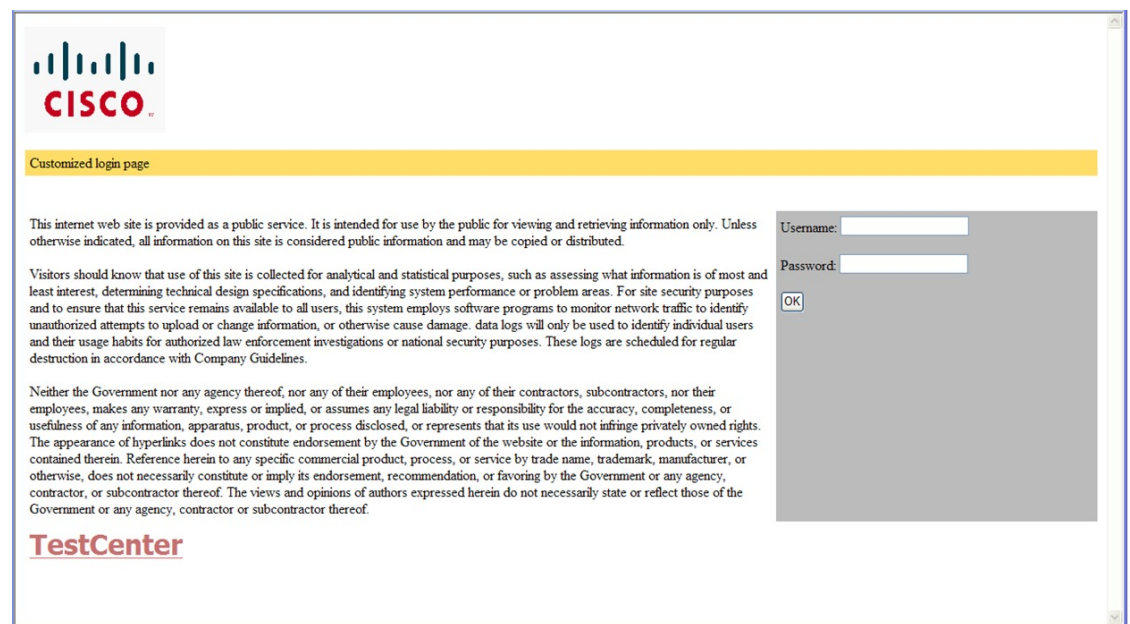 CISCO
Customized login page
This internet web site is provided as a public service. It is intended for use by the public for viewing and retrieving information only. Unless
otherwise indicated, all information on this site is considered public information and may be copied or distributed.
Visitors should know that use of this site is collected for analytical and statistical purposes, such as assessing what information is of most and
least interest, determining technical design specifications, and identifying system performance or problem areas. For site security purposes
and to ensure that this service remains available to all users, this system employs software programs to monitor network traffic to identify
unauthorized attempts to upload or change information, or otherwise cause damage. data logs will only be used to identify individual users
and their usage habits for authorized law enforcement investigations or national security purposes. These logs are scheduled for regular
destruction in accordance with Company Guidelines.
Neither the Government nor any agency thereof, nor any of their employees, nor any of their contractors, subcontractors, nor their
employees, makes any warranty, express or implied, or assumes any legal liability or responsibility for the accuracy, completeness, or
usefulness of any information, apparatus, product, or process disclosed, or represents that its use would not infringe privately owned rights.
The appearance of hyperlinks does not constitute endorsement by the Government of the website or the information, products, or services
contained therein. Reference herein to any specific commercial product, process, or service by trade name, trademark, manufacturer, or
otherwise, does not necessarily constitute or imply its endorsement, recommendation, or favoring by the Government or any agency,
contractor, or subcontractor thereof. The views and opinions of authors expressed herein do not necessarily state or reflect those of the
Government or any agency, contractor or subcontractor thereof.
Username:
Password:
OK
TestCenter